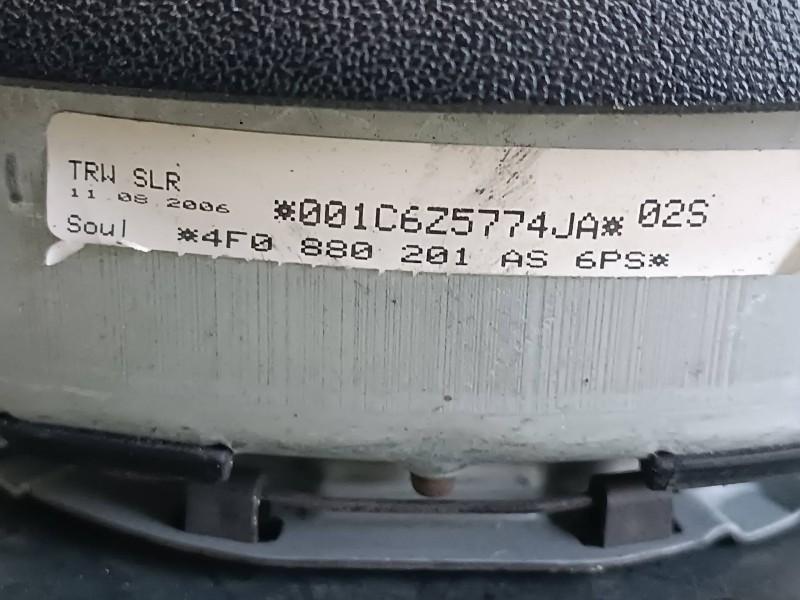 TRW SLR
11 08 2006
*001C6Z5774JA* 02S
Soul
*4F0 880 201 AS 6PS*